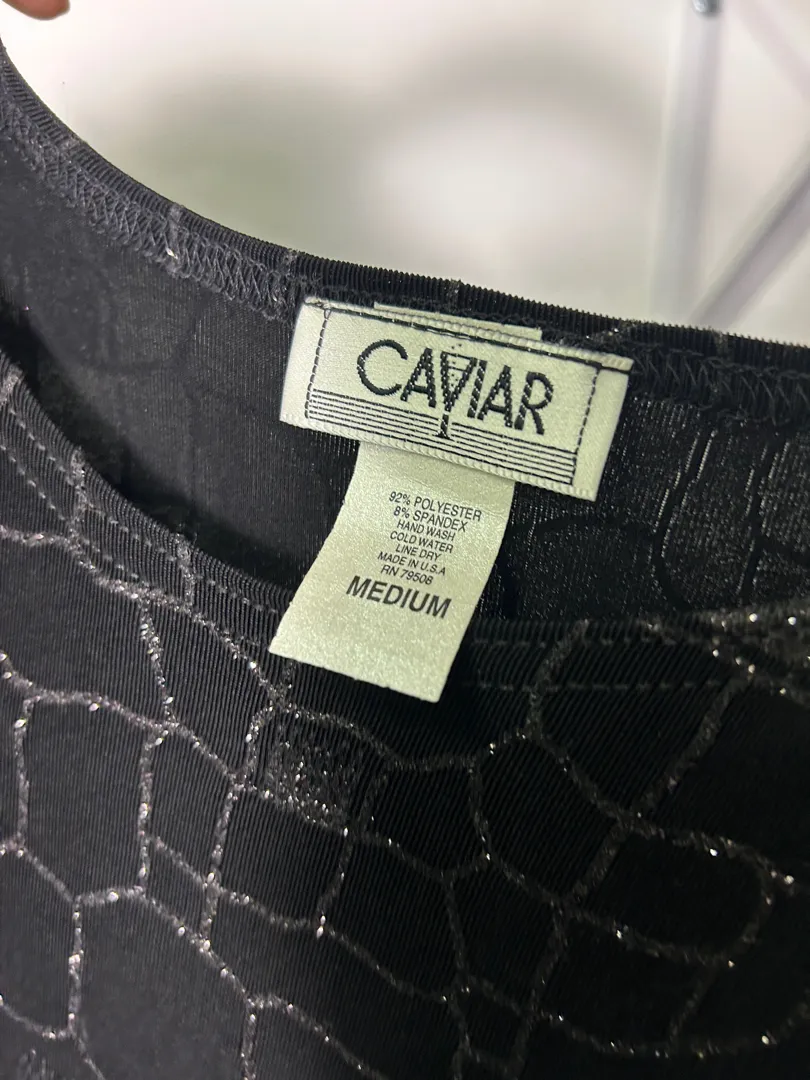 CAVIAR
92% POLYESTER
8% SPANDEX
HAND WASH
COLD WATER
LINE DRY
MADE IN U.S.A
RN 79508
MEDIUM